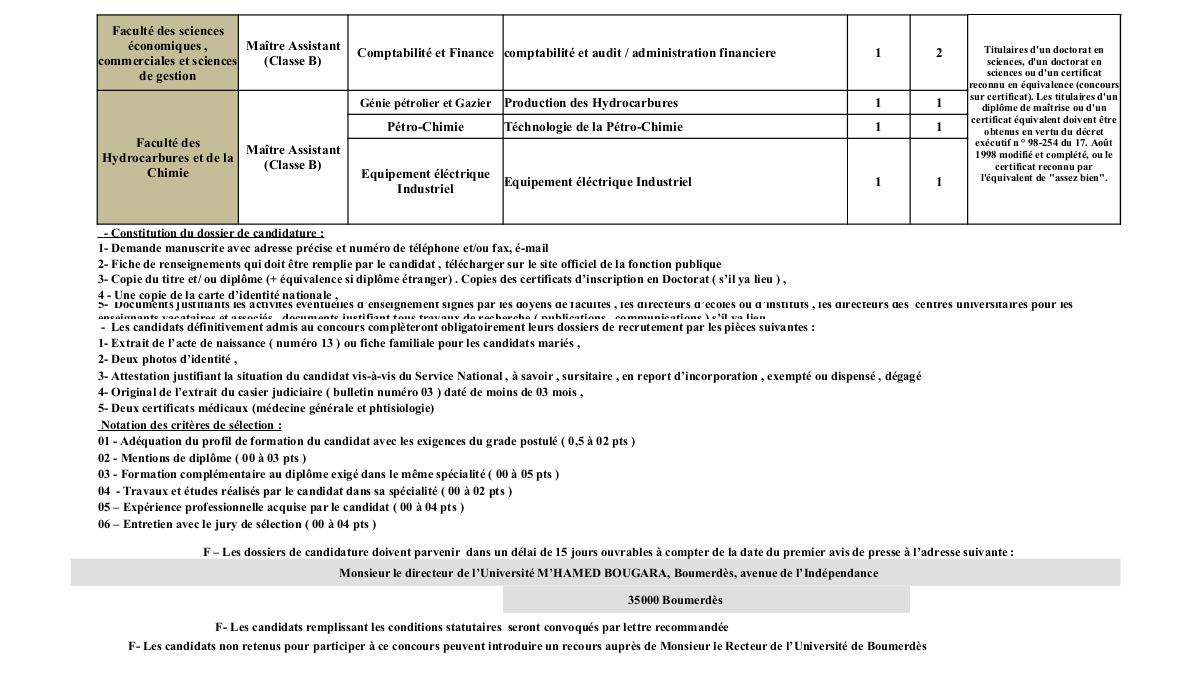 Faculté des sciences
économiques ,
commerciales et sciences
de gestion
Maître Assistant
(Classe B)
Comptabilité et Finance
comptabilité et audit / administration financiere
1
2
Titulaires d'un doctorat en
sciences, d'un doctorat en
sciences ou d'un certificat
reconnu en équivalence (concours
sur certificat). Les titulaires d'un
diplôme de maîtrise ou d'un
certificat équivalent doivent être
obtenus en vertu du décret
exécutif n ° 98-254 du 17. Août
1998 modifié et complété, ou le
certificat reconnu par
l'équivalent de "assez bien".
Faculté des
Hydrocarbures et de la
Chimie
Maître Assistant
(Classe B)
Génie pétrolier et Gazier
Production des Hydrocarbures
1
1
Pétro-Chimie
Téchnologie de la Pétro-Chimie
1
1
Equipement éléctrique
Industriel
Equipement éléctrique Industriel
1
1
- Constitution du dossier de candidature :
1- Demande manuscrite avec adresse précise et numéro de téléphone et/ou fax, é-mail
2- Fiche de renseignements qui doit être remplie par le candidat , télécharger sur le site officiel de la fonction publique
3- Copie du titre et/ ou diplôme (+ équivalence si diplôme étranger) . Copies des certificats d’inscription en Doctorat ( s’il ya lieu ) ,
4 - Une copie de la carte d’identité nationale ,
5- Documents justifiants les activités éventuelles d’enseignement signés par les doyens de facultés , les directeurs d’écoles ou d’instituts , les directeurs des centres universitaires pour les
enseignants vacataires et associés , documents justifiant tous travaux de recherche ( publications , communications ) s’il ya lieu
- Les candidats définitivement admis au concours complèteront obligatoirement leurs dossiers de recrutement par les pièces suivantes :
1- Extrait de l’acte de naissance ( numéro 13 ) ou fiche familiale pour les candidats mariés ,
2- Deux photos d’identité ,
3- Attestation justifiant la situation du candidat vis-à-vis du Service National , à savoir , sursitaire , en report d’incorporation , exempté ou dispensé , dégagé
4- Original de l’extrait du casier judiciaire ( bulletin numéro 03 ) daté de moins de 03 mois ,
5- Deux certificats médicaux (médecine générale et phtisiologie)
Notation des critères de sélection :
01 - Adéquation du profil de formation du candidat avec les exigences du grade postulé ( 0,5 à 02 pts )
02 - Mentions de diplôme ( 00 à 03 pts )
03 - Formation complémentaire au diplôme exigé dans le même spécialité ( 00 à 05 pts )
04 - Travaux et études réalisés par le candidat dans sa spécialité ( 00 à 02 pts )
05 – Expérience professionnelle acquise par le candidat ( 00 à 04 pts )
06 – Entretien avec le jury de sélection ( 00 à 04 pts )
F – Les dossiers de candidature doivent parvenir dans un délai de 15 jours ouvrables à compter de la date du premier avis de presse à l’adresse suivante :
Monsieur le directeur de l’Université M’HAMED BOUGARA, Boumerdès, avenue de l’Indépendance
35000 Boumerdès
F- Les candidats remplissant les conditions statutaires seront convoqués par lettre recommandée
F- Les candidats non retenus pour participer à ce concours peuvent introduire un recours auprès de Monsieur le Recteur de l’Université de Boumerdès